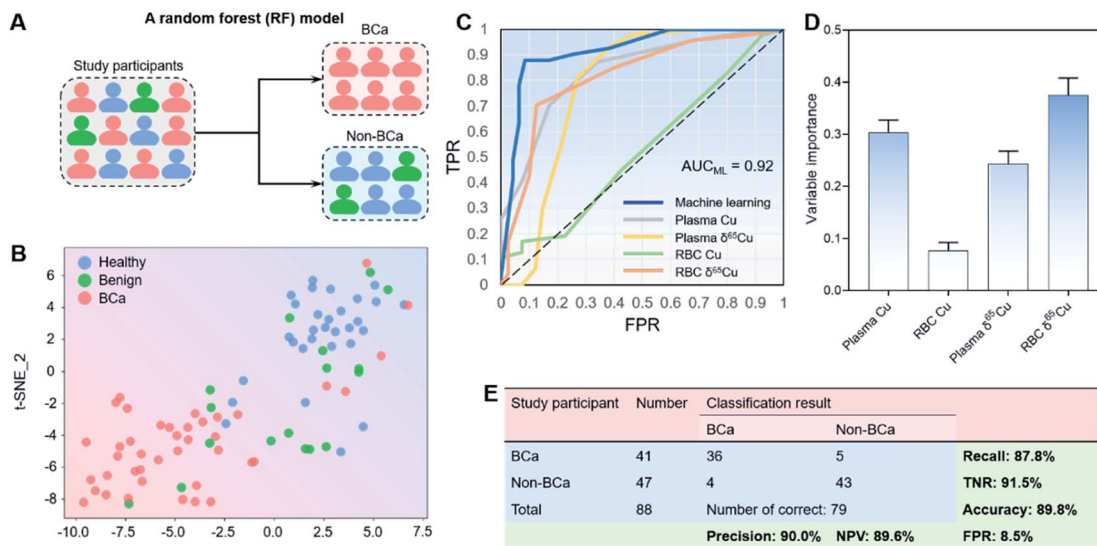 A
A random forest (RF) model
Study participants
BCa
Non-BCa
B
Healthy
Benign
BCa
t-SNE_2
6
4
2
0
-2
-4
-6
-8
-10.0 -7.5 -5.0 -2.5 0 2.5 5.0 7.5
C
TPR
1
0.9
0.8
0.7
0.6
0.5
0.4
0.3
0.2
0.1
0
AUC_ML = 0.92
Machine learning
Plasma Cu
Plasma δ⁶⁵Cu
RBC Cu
RBC δ⁶⁵Cu
0 0.1 0.2 0.3 0.4 0.5 0.6 0.7 0.8 0.9 1
FPR
D
Variable importance
0.5
0.4
0.3
0.2
0.1
0.0
Plasma Cu
RBC Cu
Plasma δ⁶⁵Cu
RBC δ⁶⁵Cu
E
Study participant Number Classification result
BCa Non-BCa
BCa 41 36 5 Recall: 87.8%
Non-BCa 47 4 43 TNR: 91.5%
Total 88 Number of correct: 79 Accuracy: 89.8%
Precision: 90.0% NPV: 89.6% FPR: 8.5%